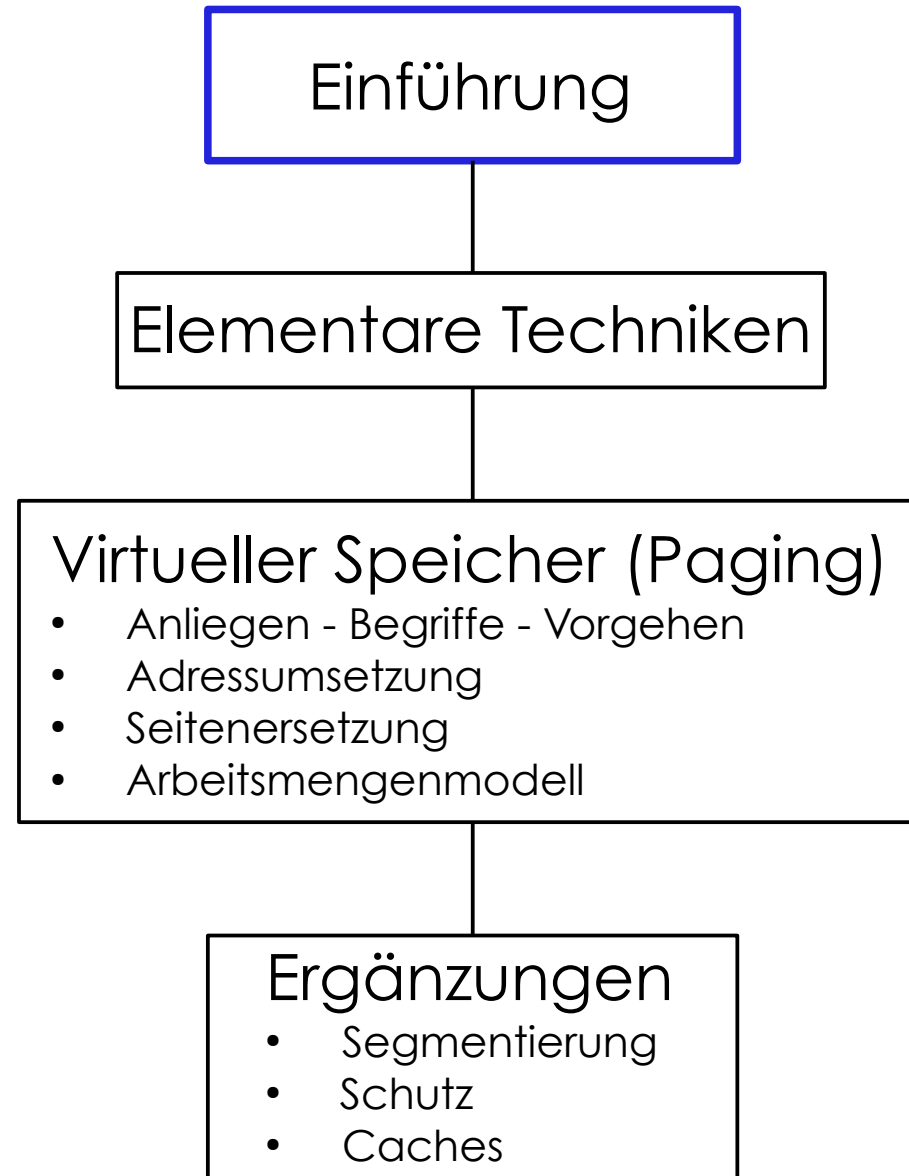 Einführung
Elementare Techniken
Virtueller Speicher (Paging)
• Anliegen - Begriffe - Vorgehen
• Adressumsetzung
• Seitenersetzung
• Arbeitsmengenmodell
Ergänzungen
• Segmentierung
• Schutz
• Caches